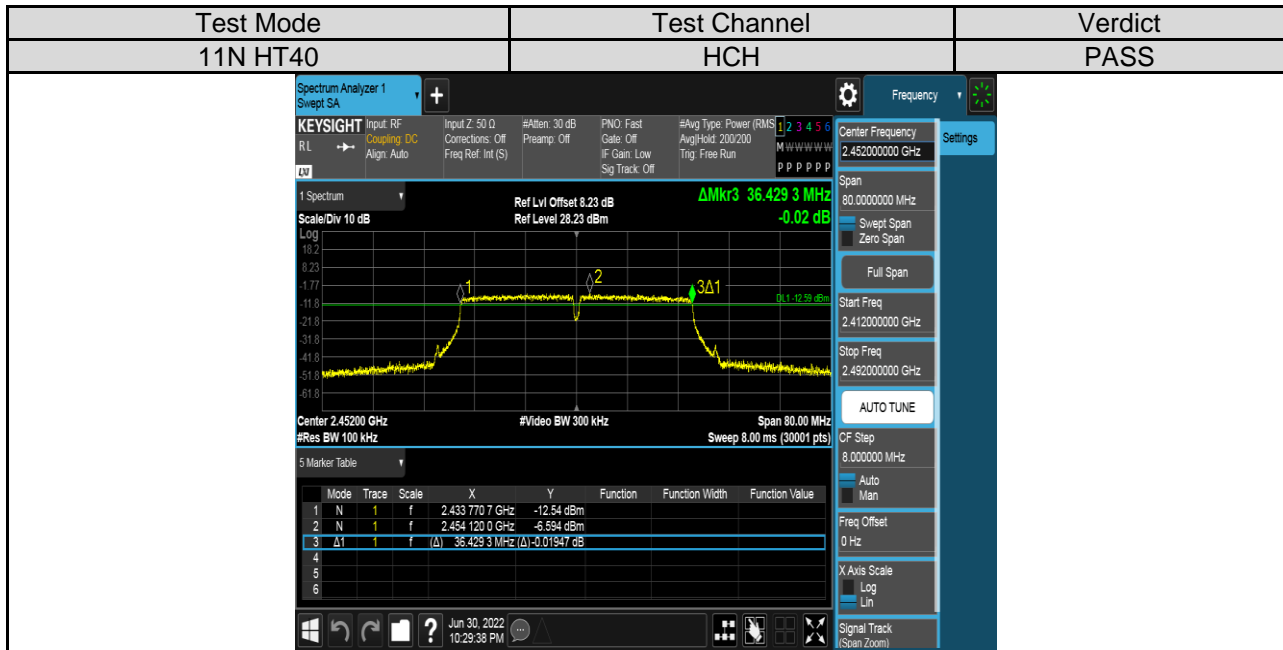 Test Mode Test Channel Verdict
11N HT40 HCH PASS
Spectrum Analyzer 1
Swept SA
+
Frequency
KEYSIGHT Input: RF Input Z: 50 Ω #Atten: 30 dB PNO: Fast #Avg Type: Power (RMS 1 2 3 4 5 6
RL Coupling: DC Corrections: Off Preamp: Off Gate: Off Avg|Hold: 200/200 M W W W W W
Align: Auto Freq Ref: Int (S) IF Gain: Low Trig: Free Run
Sig Track: Off P P P P P P
LXI
1 Spectrum
Ref Lvl Offset 8.23 dB ΔMkr3 36.429 3 MHz
Scale/Div 10 dB Ref Level 28.23 dBm -0.02 dB
Log
18.2
8.23
-1.77
-11.8
-21.8
-31.8
-41.8
-51.8
-61.8
1
2
3Δ1
DL1 -12.59 dBm
Center 2.45200 GHz #Video BW 300 kHz Span 80.00 MHz
#Res BW 100 kHz Sweep 8.00 ms (30001 pts)
5 Marker Table
Mode Trace Scale X Y Function Function Width Function Value
1 N 1 f 2.433 770 7 GHz -12.54 dBm
2 N 1 f 2.454 120 0 GHz -6.594 dBm
3 Δ1 1 f (Δ) 36.429 3 MHz (Δ) -0.01947 dB
4
5
6
?
Jun 30, 2022
10:29:38 PM
Center Frequency
2.452000000 GHz
Settings
Span
80.0000000 MHz
Swept Span
Zero Span
Full Span
Start Freq
2.412000000 GHz
Stop Freq
2.492000000 GHz
AUTO TUNE
CF Step
8.000000 MHz
Auto
Man
Freq Offset
0 Hz
X Axis Scale
Log
Lin
Signal Track
(Span Zoom)